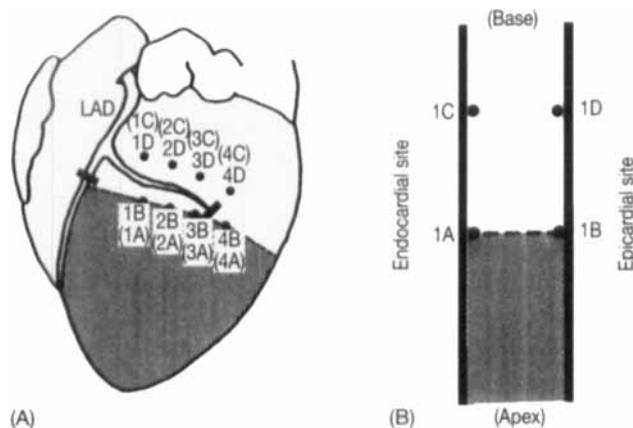 LAD
(1C) (2C) (3C) (4C)
1D 2D 3D 4D
1B 2B 3B 4B
(1A) (2A) (3A) (4A)
(A)
(Base)
1C 1D
Endocardial site
Epicardial site
1A 1B
(B)
(Apex)